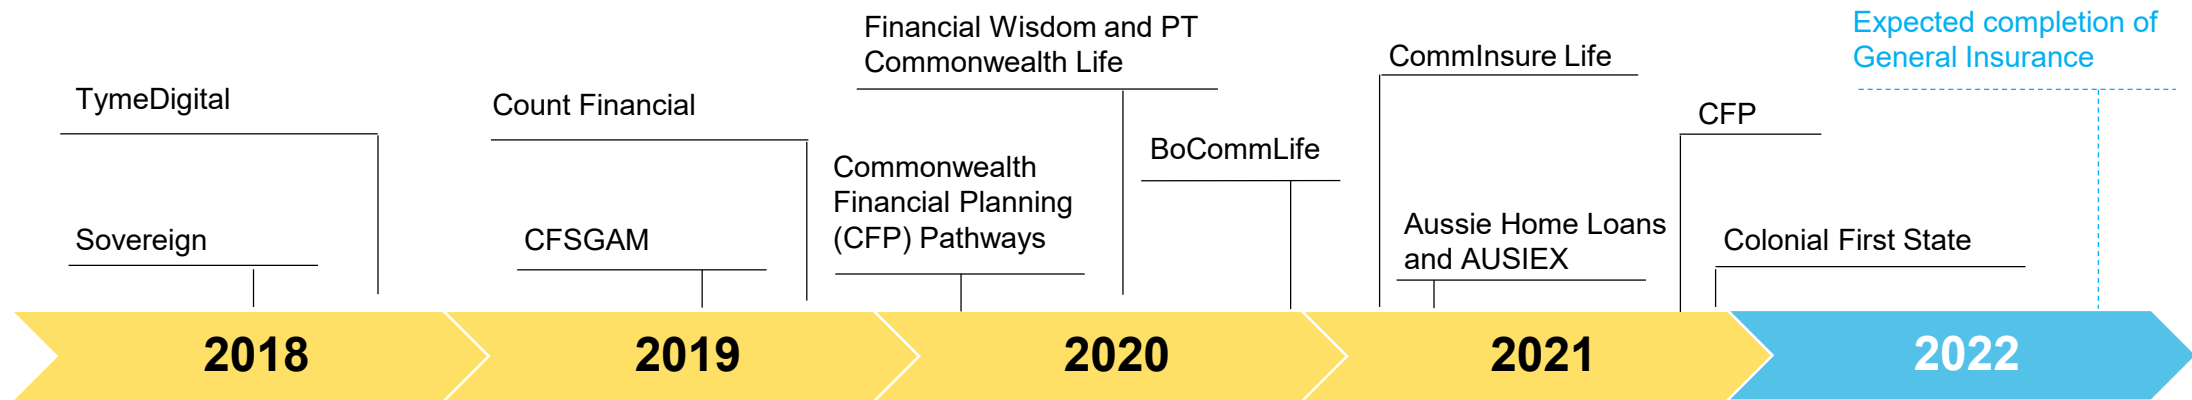 TymeDigital
Sovereign
Count Financial
CFSGAM
Financial Wisdom and PT
Commonwealth Life
Commonwealth
Financial Planning
(CFP) Pathways
BoCommLife
CommInsure Life
Aussie Home Loans
and AUSIEX
CFP
Colonial First State
Expected completion of
General Insurance
2018
2019
2020
2021
2022